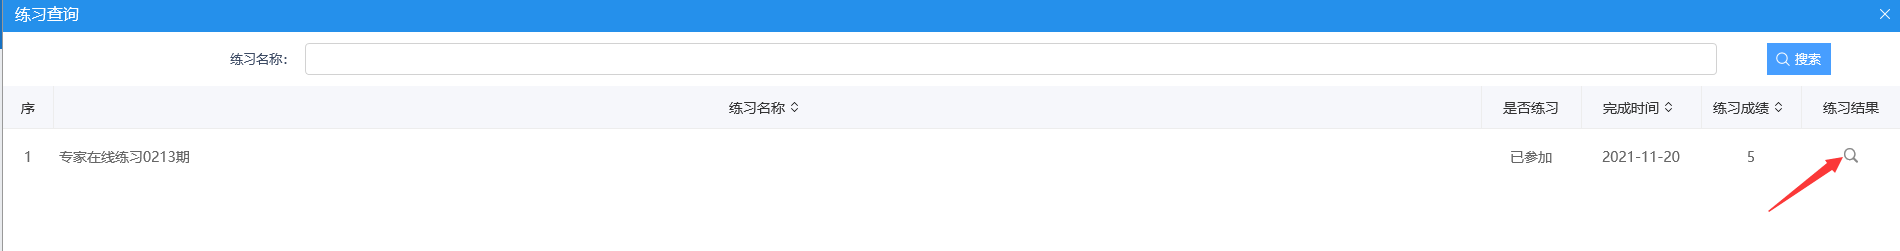 练习查询
练习名称： 搜索
序 练习名称 是否练习 完成时间 练习成绩 练习结果
1 专家在线练习0213期 已参加 2021-11-20 5